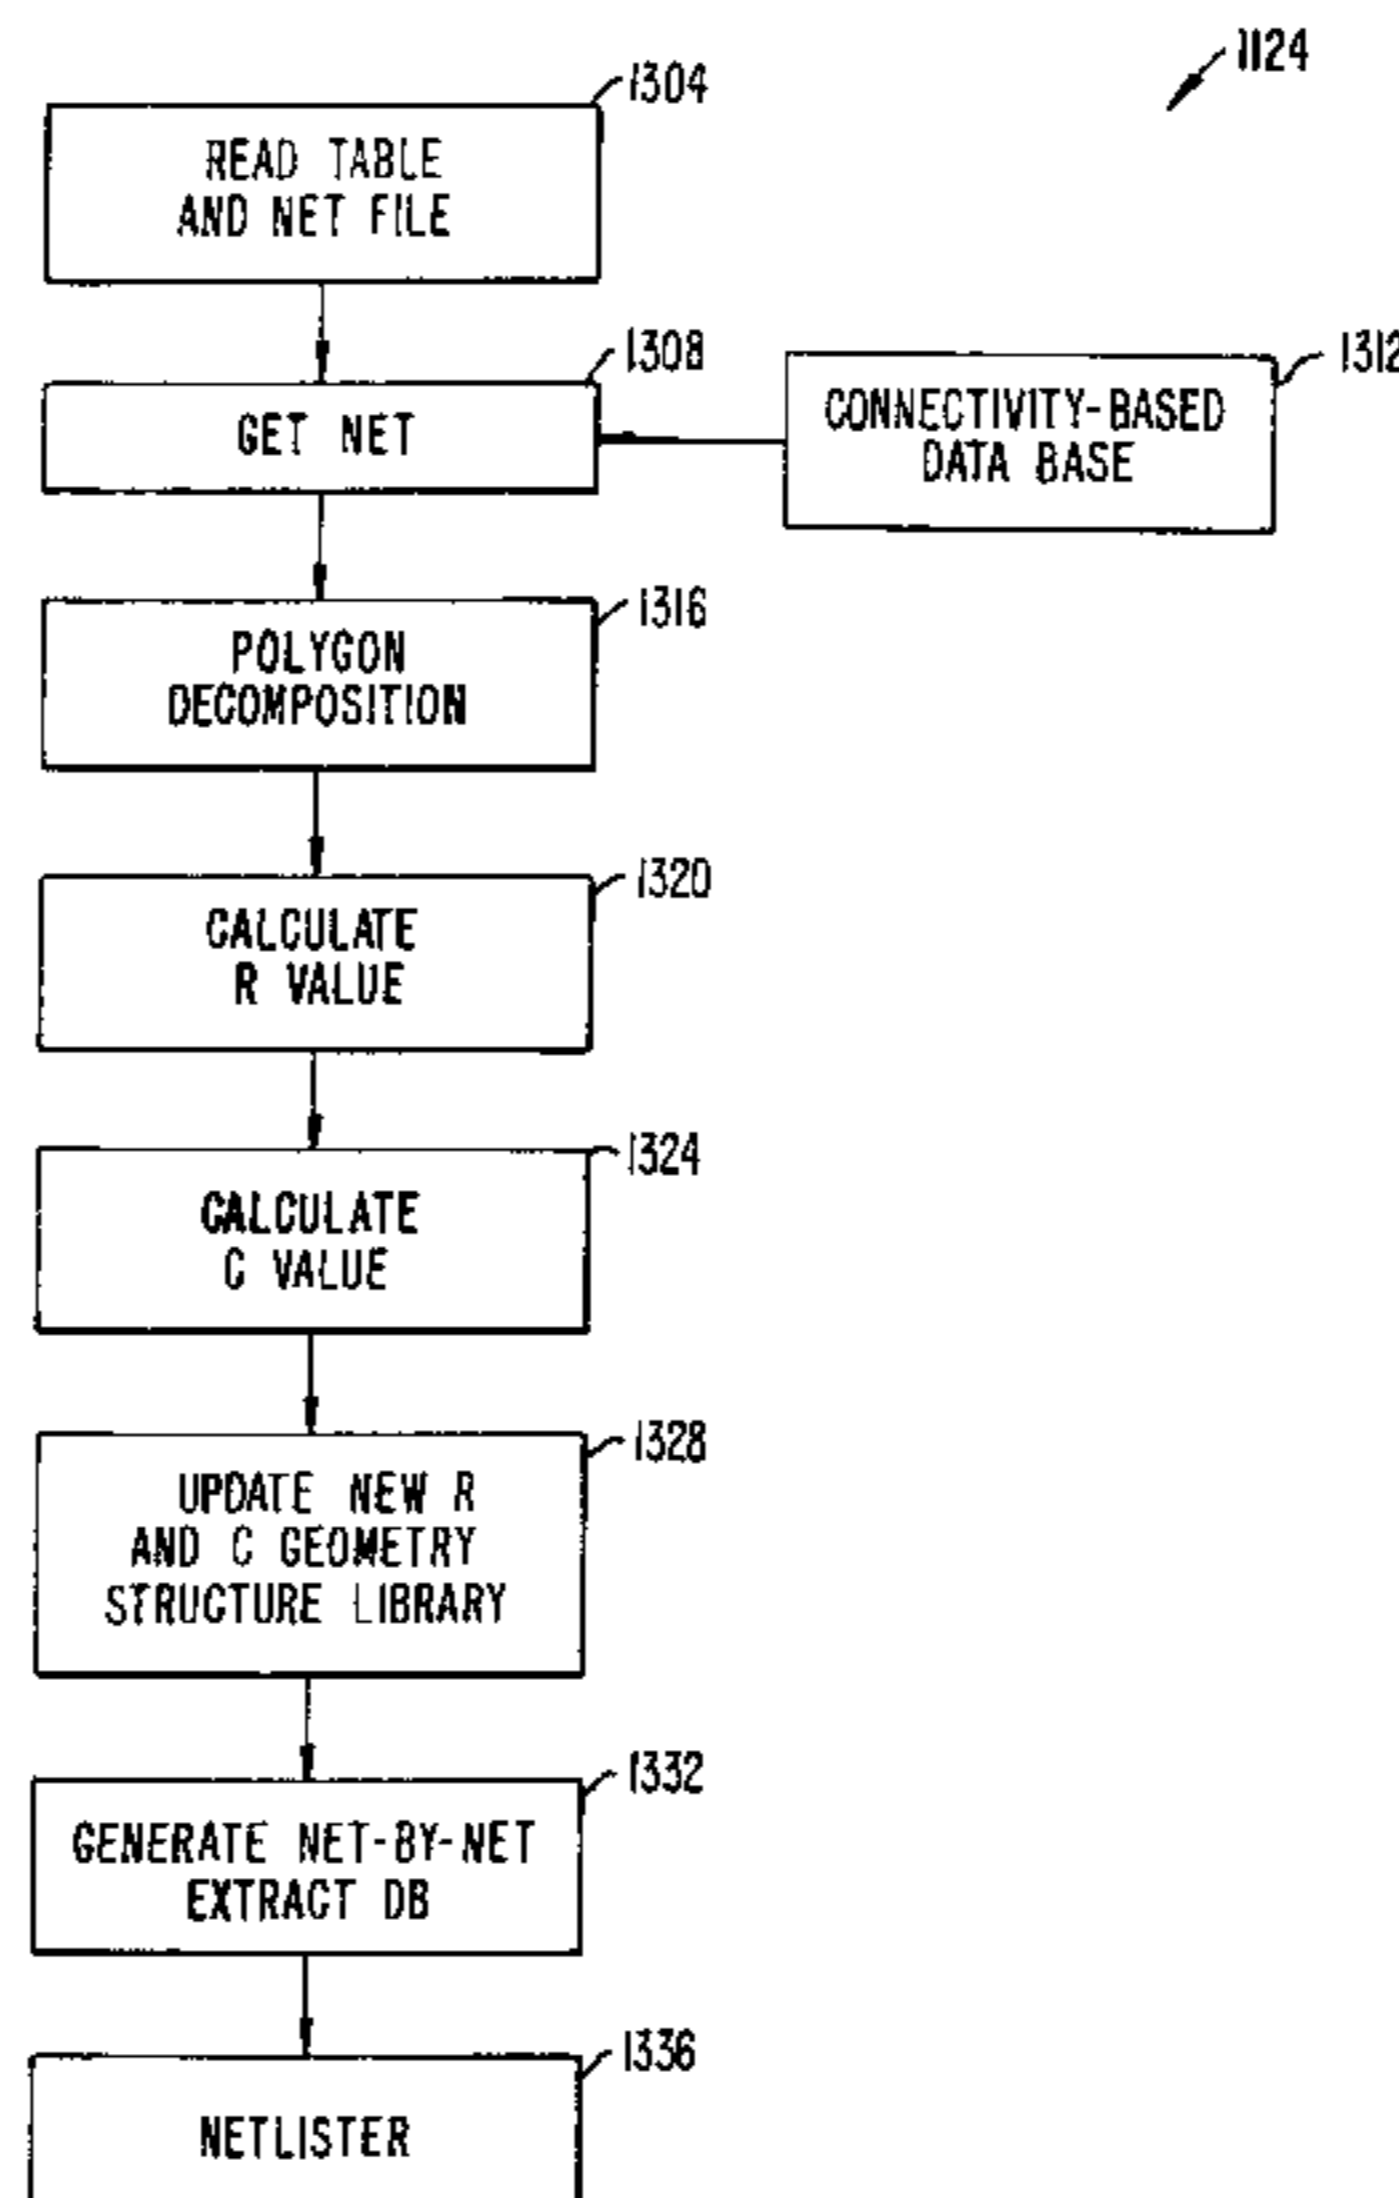 1124
1304
READ TABLE
AND NET FILE
1308
GET NET
1312
CONNECTIVITY-BASED
DATA BASE
1316
POLYGON
DECOMPOSITION
1320
CALCULATE
R VALUE
1324
CALCULATE
C VALUE
1328
UPDATE NEW R
AND C GEOMETRY
STRUCTURE LIBRARY
1332
GENERATE NET-BY-NET
EXTRACT DB
1336
NETLISTER